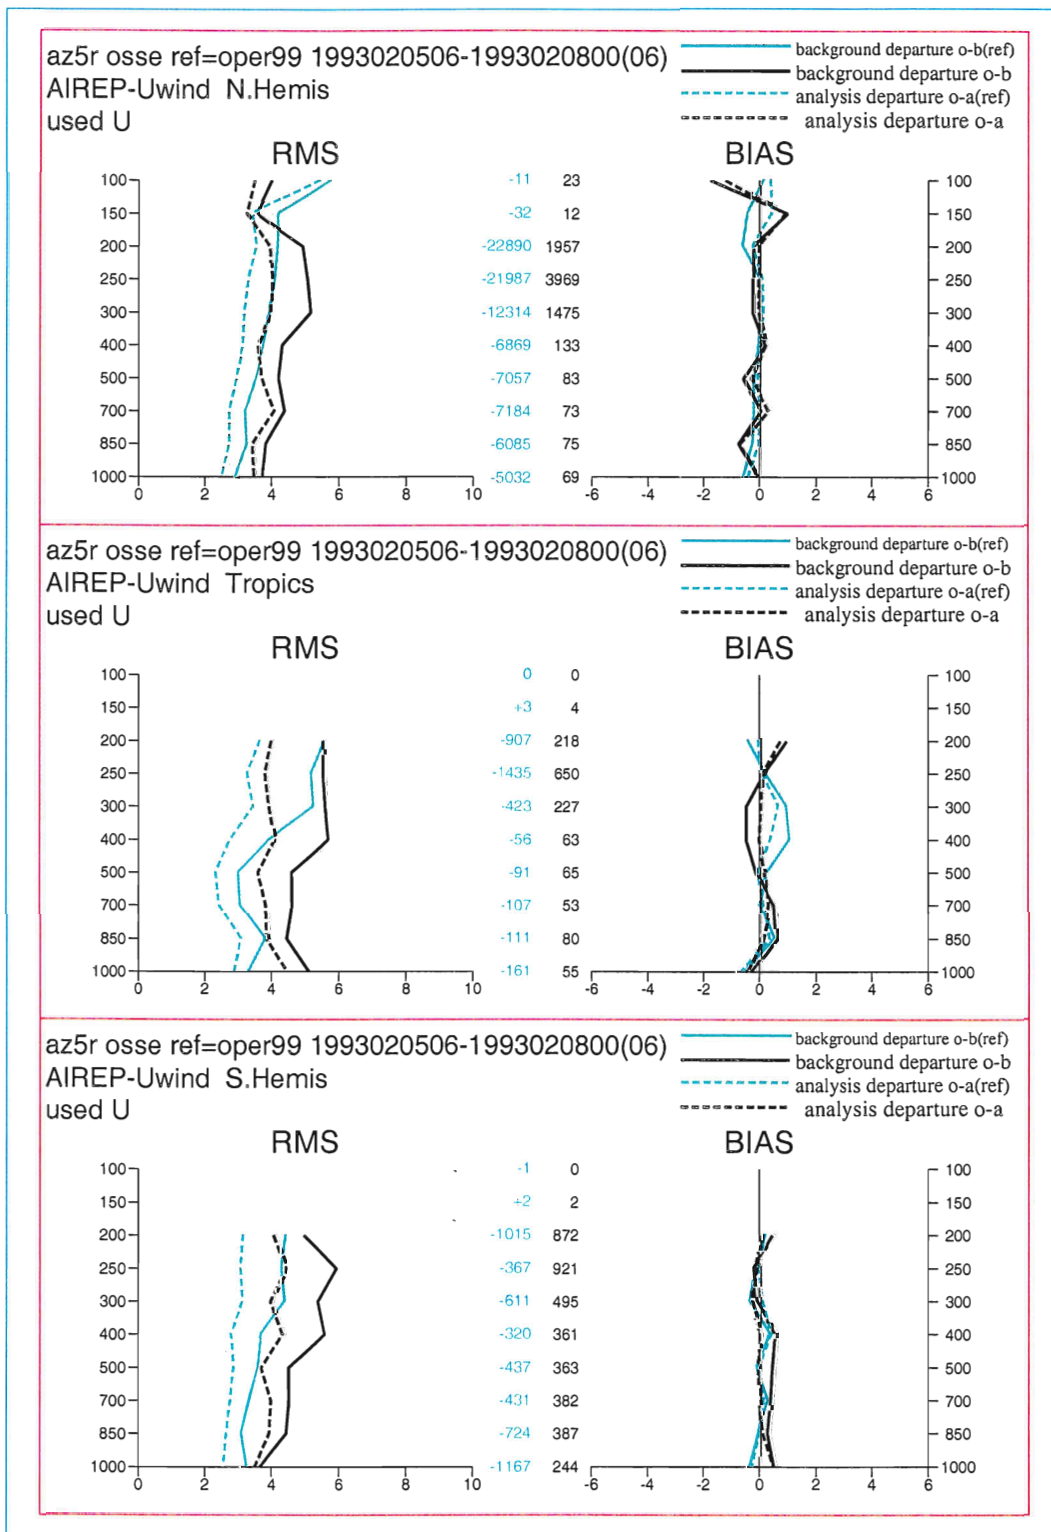 az5r osse ref=oper99 1993020506-1993020800(06)
AIREP-Uwind N.Hemis
used U
background departure o-b(ref)
background departure o-b
analysis departure o-a(ref)
analysis departure o-a
RMS
BIAS
100 -11 23 100
150 -32 12 150
200 -22890 1957 200
250 -21987 3969 250
300 -12314 1475 300
400 -6869 133 400
500 -7057 83 500
700 -7184 73 700
850 -6085 75 850
1000 -5032 69 1000
0 2 4 6 8 10 -6 -4 -2 0 2 4 6
az5r osse ref=oper99 1993020506-1993020800(06)
AIREP-Uwind Tropics
used U
background departure o-b(ref)
background departure o-b
analysis departure o-a(ref)
analysis departure o-a
RMS
BIAS
100 0 0 100
150 +3 4 150
200 -907 218 200
250 -1435 650 250
300 -423 227 300
400 -56 63 400
500 -91 65 500
700 -107 53 700
850 -111 80 850
1000 -161 55 1000
0 2 4 6 8 10 -6 -4 -2 0 2 4 6
az5r osse ref=oper99 1993020506-1993020800(06)
AIREP-Uwind S.Hemis
used U
background departure o-b(ref)
background departure o-b
analysis departure o-a(ref)
analysis departure o-a
RMS
BIAS
100 -1 0 100
150 +2 2 150
200 -1015 872 200
250 -367 921 250
300 -611 495 300
400 -320 361 400
500 -437 363 500
700 -431 382 700
850 -724 387 850
1000 -1167 244 1000
0 2 4 6 8 10 -6 -4 -2 0 2 4 6